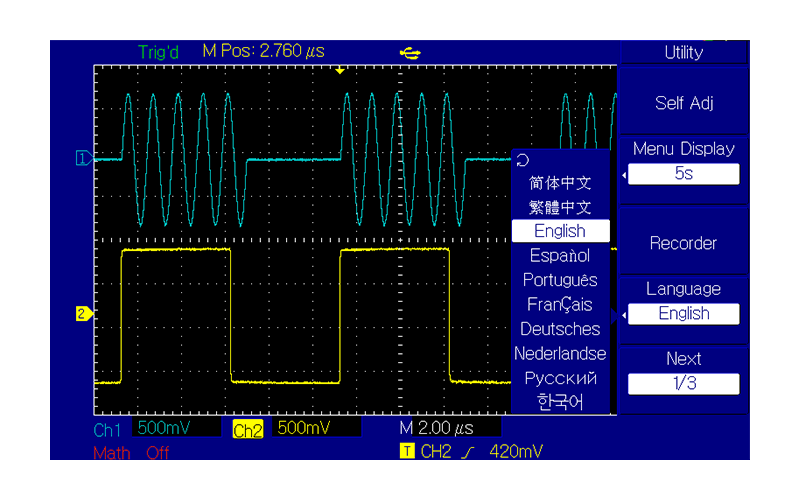 Trig'd M Pos: 2.760 μs Utility
Self Adj
Menu Display
5s
Recorder
Language
English
Next
1/3
1
2
简体中文
繁體中文
English
Espaǹol
Português
FranÇais
Deutsches
Nederlandse
Русский
한국어
Ch1 500mV Ch2 500mV M 2.00 μs
Math Off T CH2 420mV